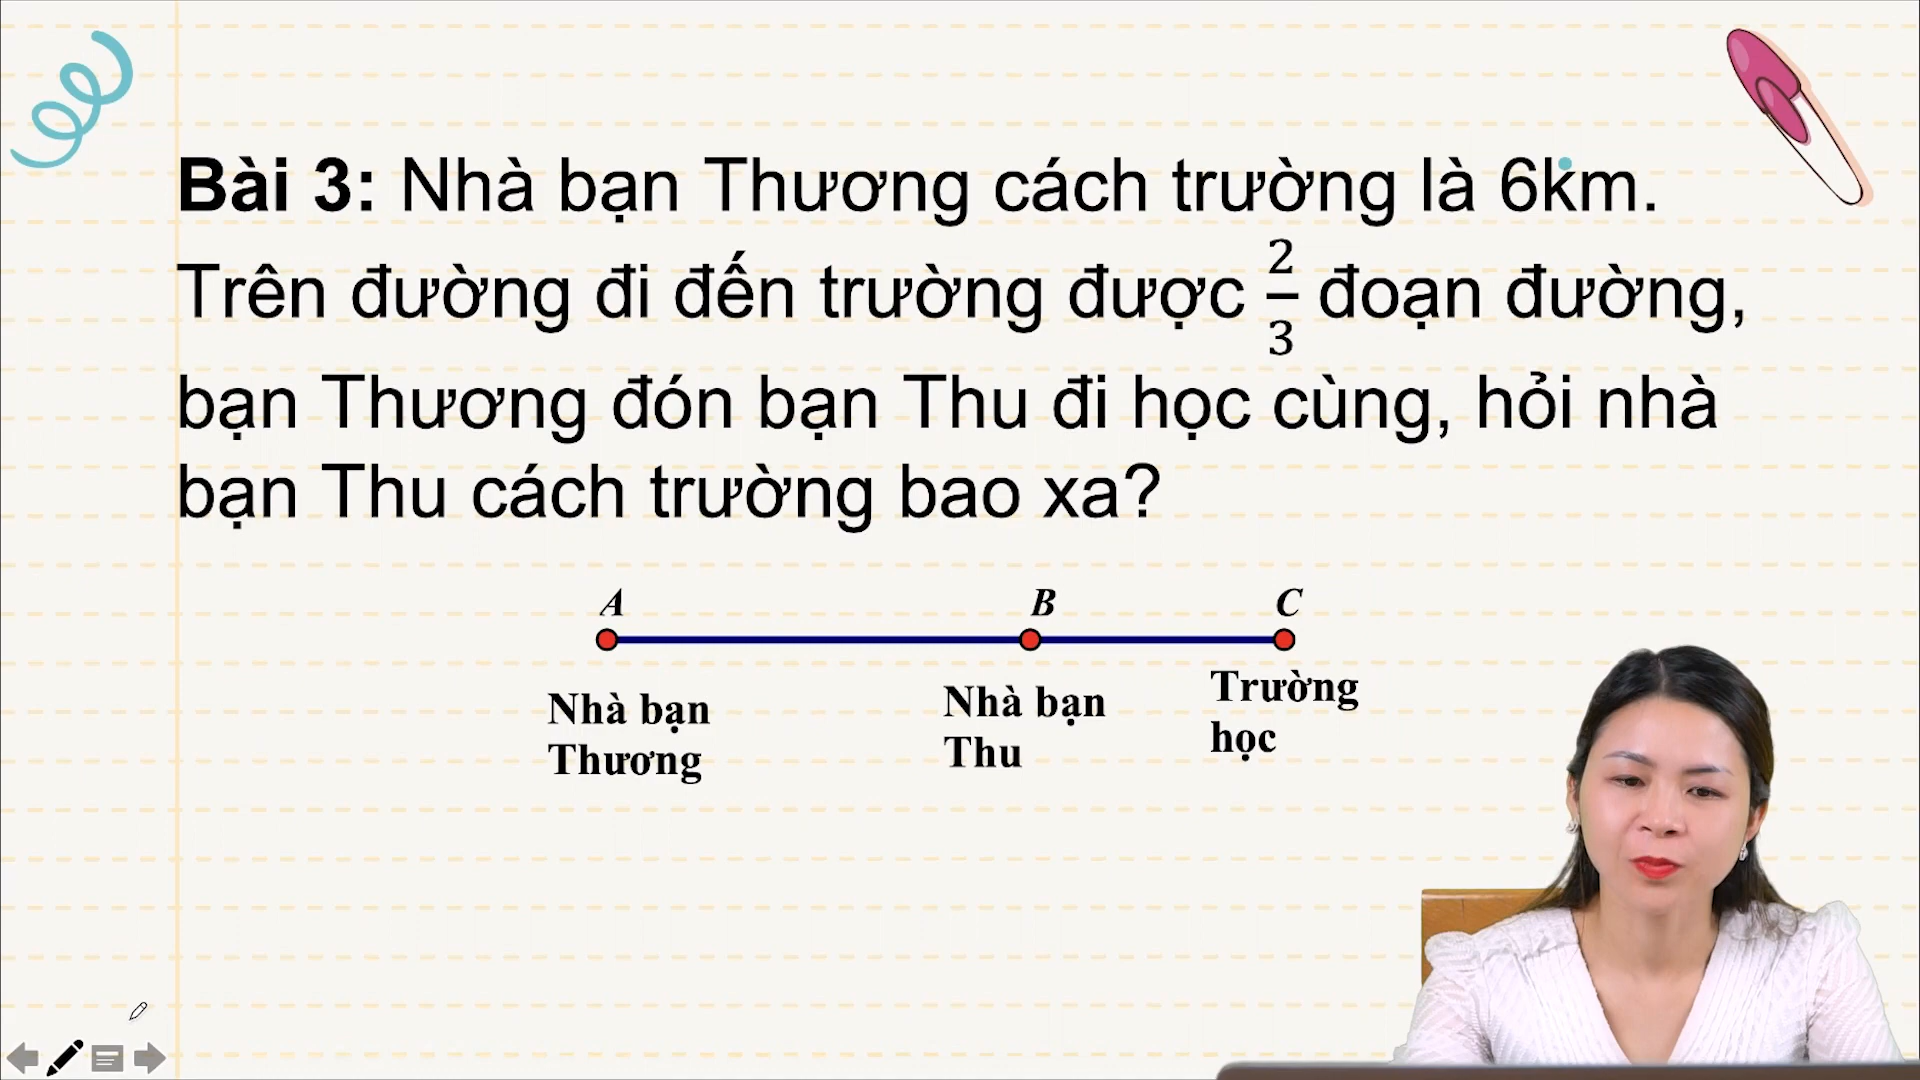 Bài 3: Nhà bạn Thương cách trường là 6km.
Trên đường đi đến trường được 2/3 đoạn đường,
bạn Thương đón bạn Thu đi học cùng, hỏi nhà
bạn Thu cách trường bao xa?
A B C
Nhà bạn
Thương
Nhà bạn
Thu
Trường
học